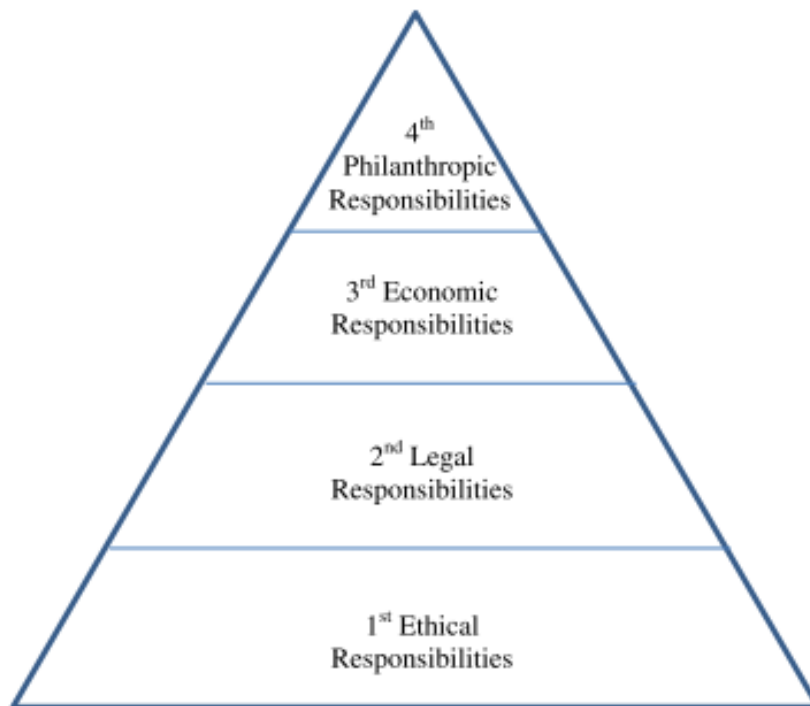 4th
Philanthropic
Responsibilities
3rd Economic
Responsibilities
2nd Legal
Responsibilities
1st Ethical
Responsibilities